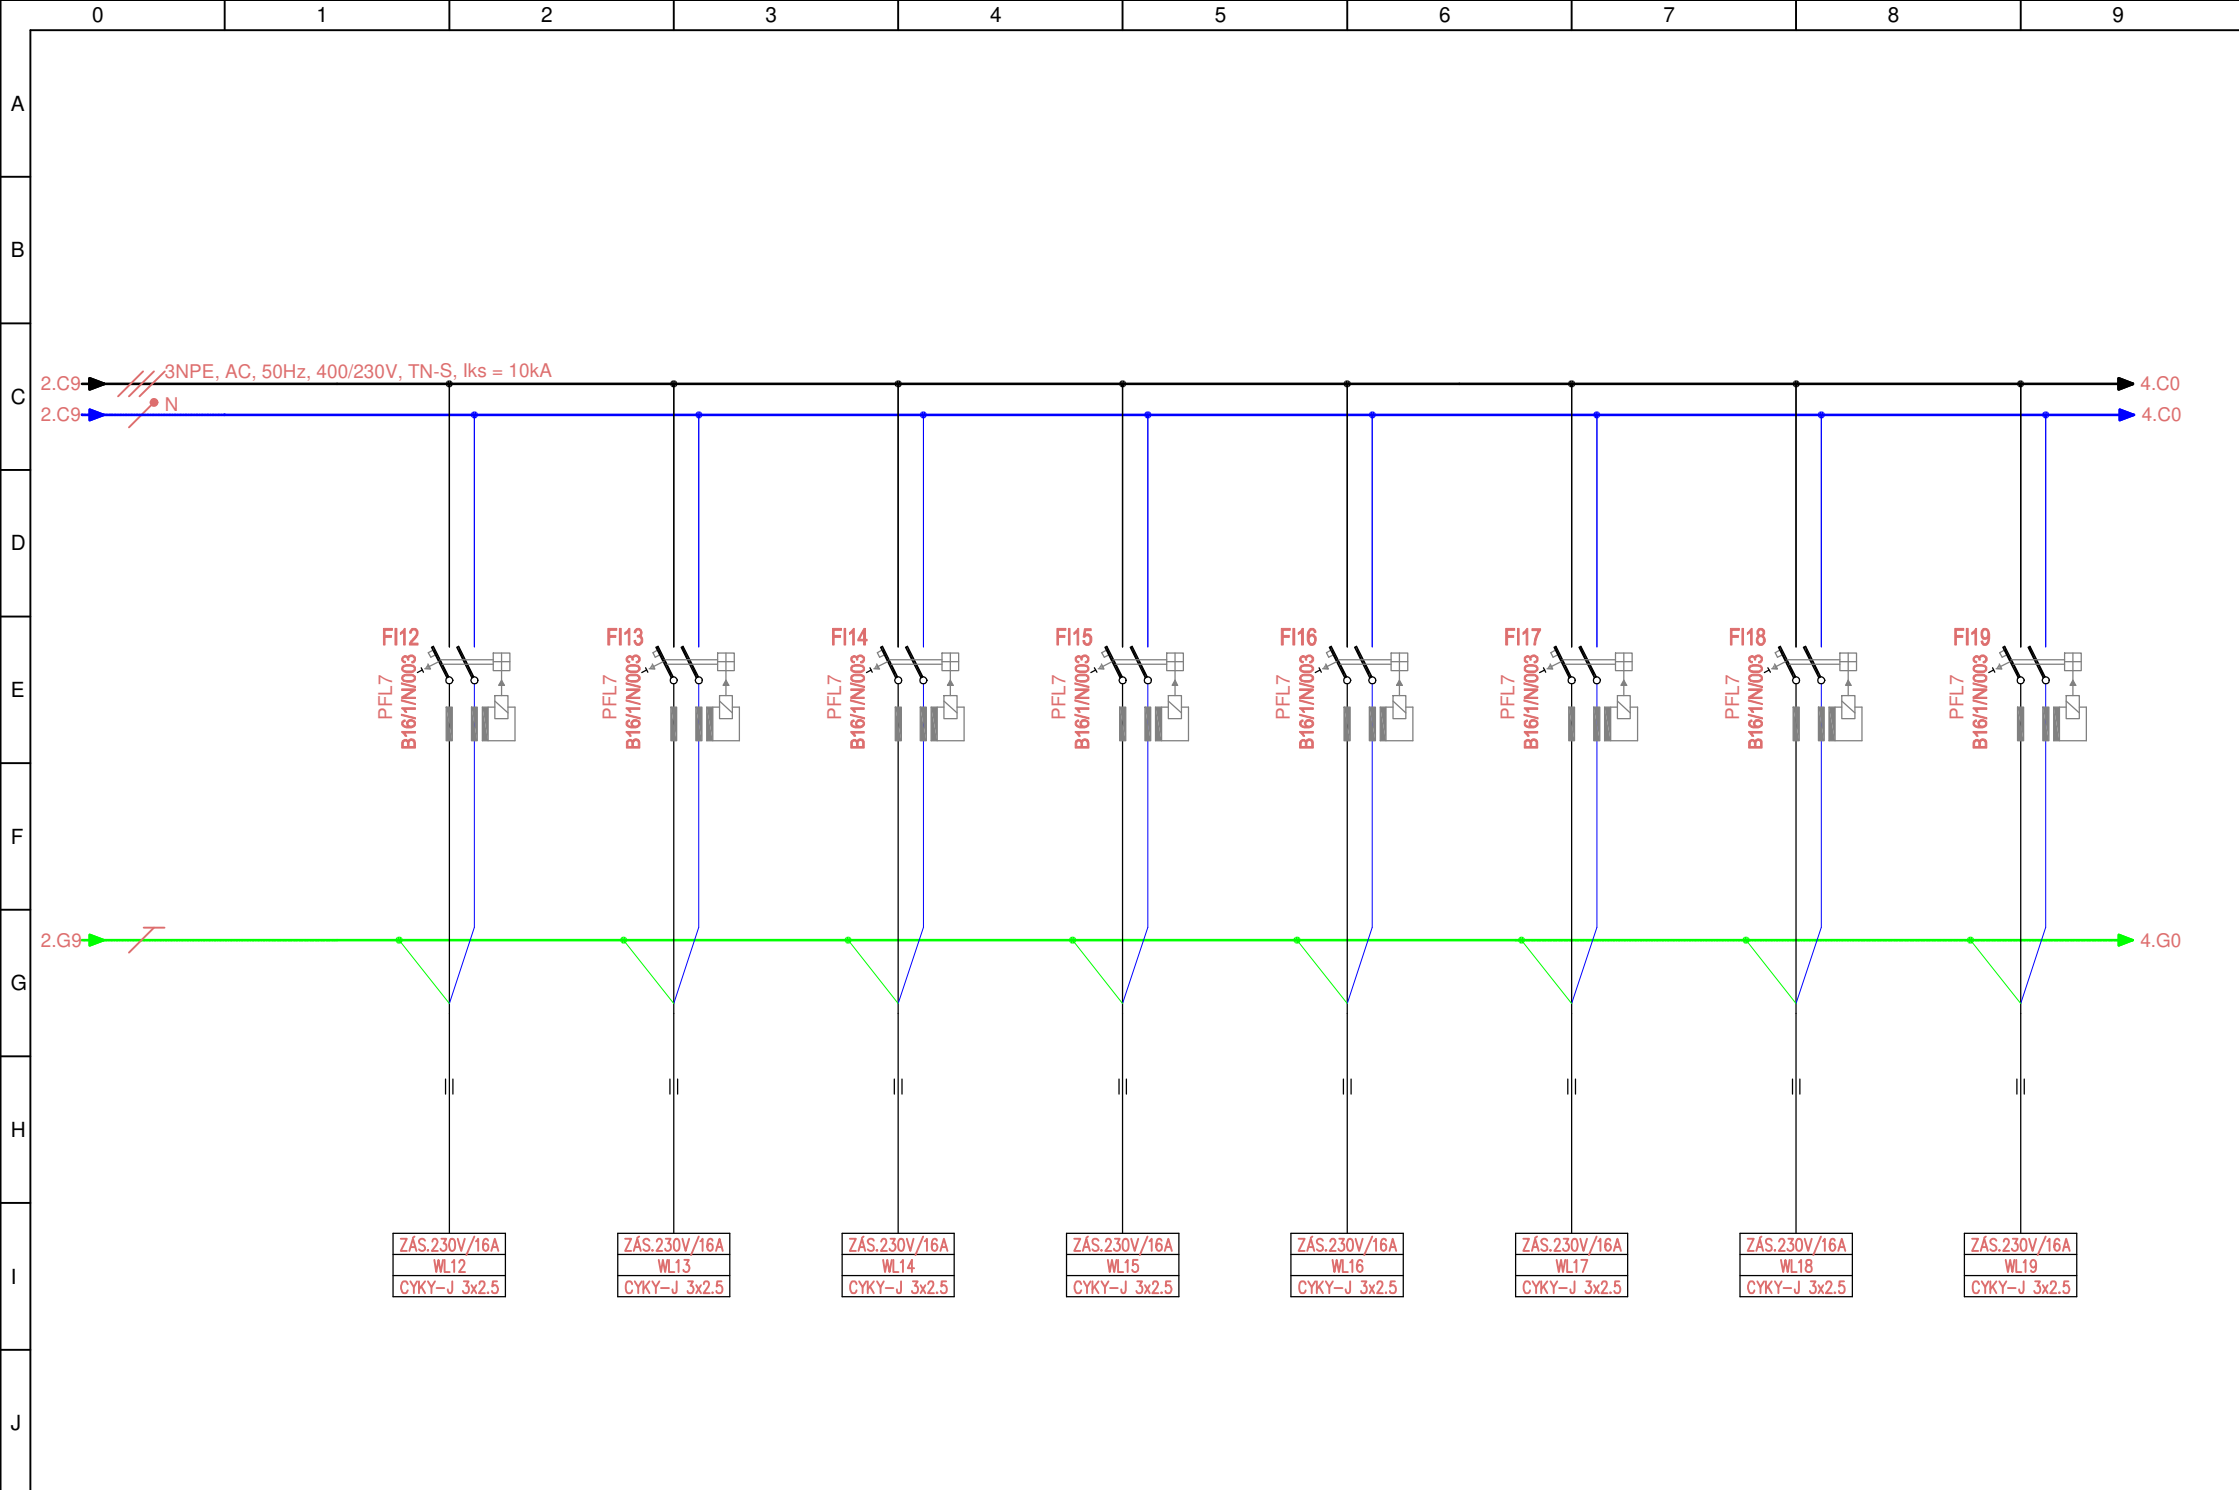 0 1 2 3 4 5 6 7 8 9
A
B
3NPE, AC, 50Hz, 400/230V, TN-S, Iks = 10kA
2.C9 4.C0
C
N
2.C9 4.C0
D
FI12 FI13 FI14 FI15 FI16 FI17 FI18 FI19
PFL7 PFL7 PFL7 PFL7 PFL7 PFL7 PFL7 PFL7
B16/1/N/003 B16/1/N/003 B16/1/N/003 B16/1/N/003 B16/1/N/003 B16/1/N/003 B16/1/N/003 B16/1/N/003
E
F
2.G9 4.G0
G
H
ZÁS.230V/16A ZÁS.230V/16A ZÁS.230V/16A ZÁS.230V/16A ZÁS.230V/16A ZÁS.230V/16A ZÁS.230V/16A ZÁS.230V/16A
WL12 WL13 WL14 WL15 WL16 WL17 WL18 WL19
I
CYKY-J 3x2.5 CYKY-J 3x2.5 CYKY-J 3x2.5 CYKY-J 3x2.5 CYKY-J 3x2.5 CYKY-J 3x2.5 CYKY-J 3x2.5 CYKY-J 3x2.5
J